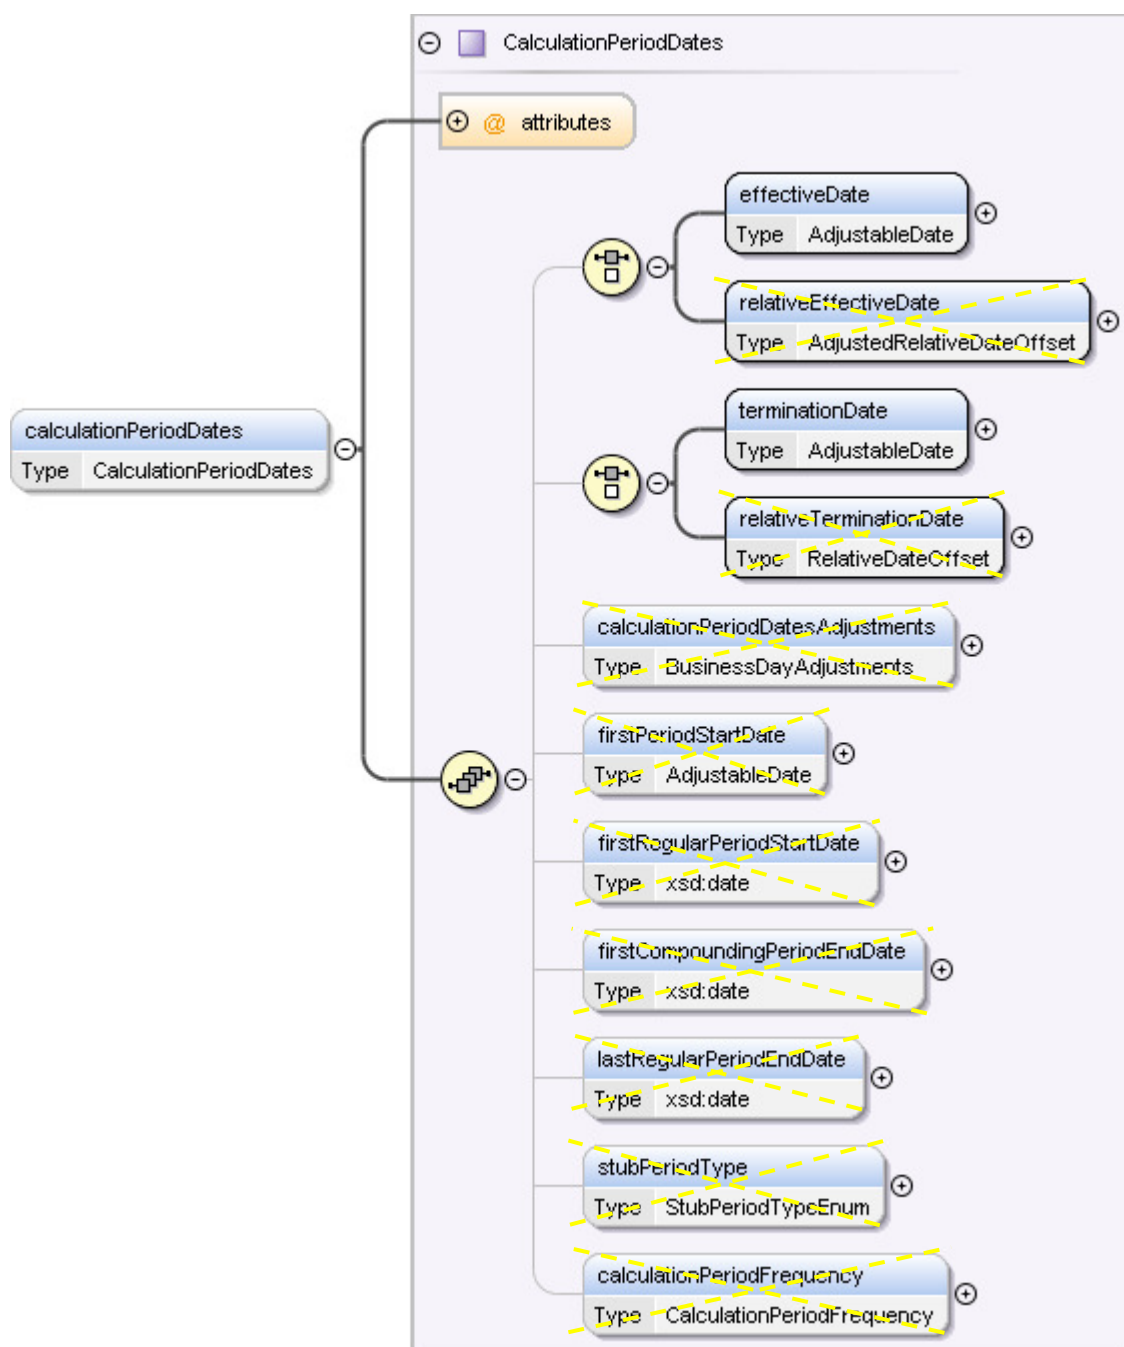 CalculationPeriodDates
@ attributes
effectiveDate
Type AdjustableDate
relativeEffectiveDate
Type AdjustedRelativeDateOffset
terminationDate
Type AdjustableDate
calculationPeriodDates
Type CalculationPeriodDates
relativeTerminationDate
Type RelativeDateOffset
calculationPeriodDatesAdjustments
Type BusinessDayAdjustments
firstPeriodStartDate
Type AdjustableDate
firstRegularPeriodStartDate
Type xsd:date
firstCompoundingPeriodEndDate
Type xsd:date
lastRegularPeriodEndDate
Type xsd:date
stubPeriodType
Type StubPeriodTypeEnum
calculationPeriodFrequency
Type CalculationPeriodFrequency